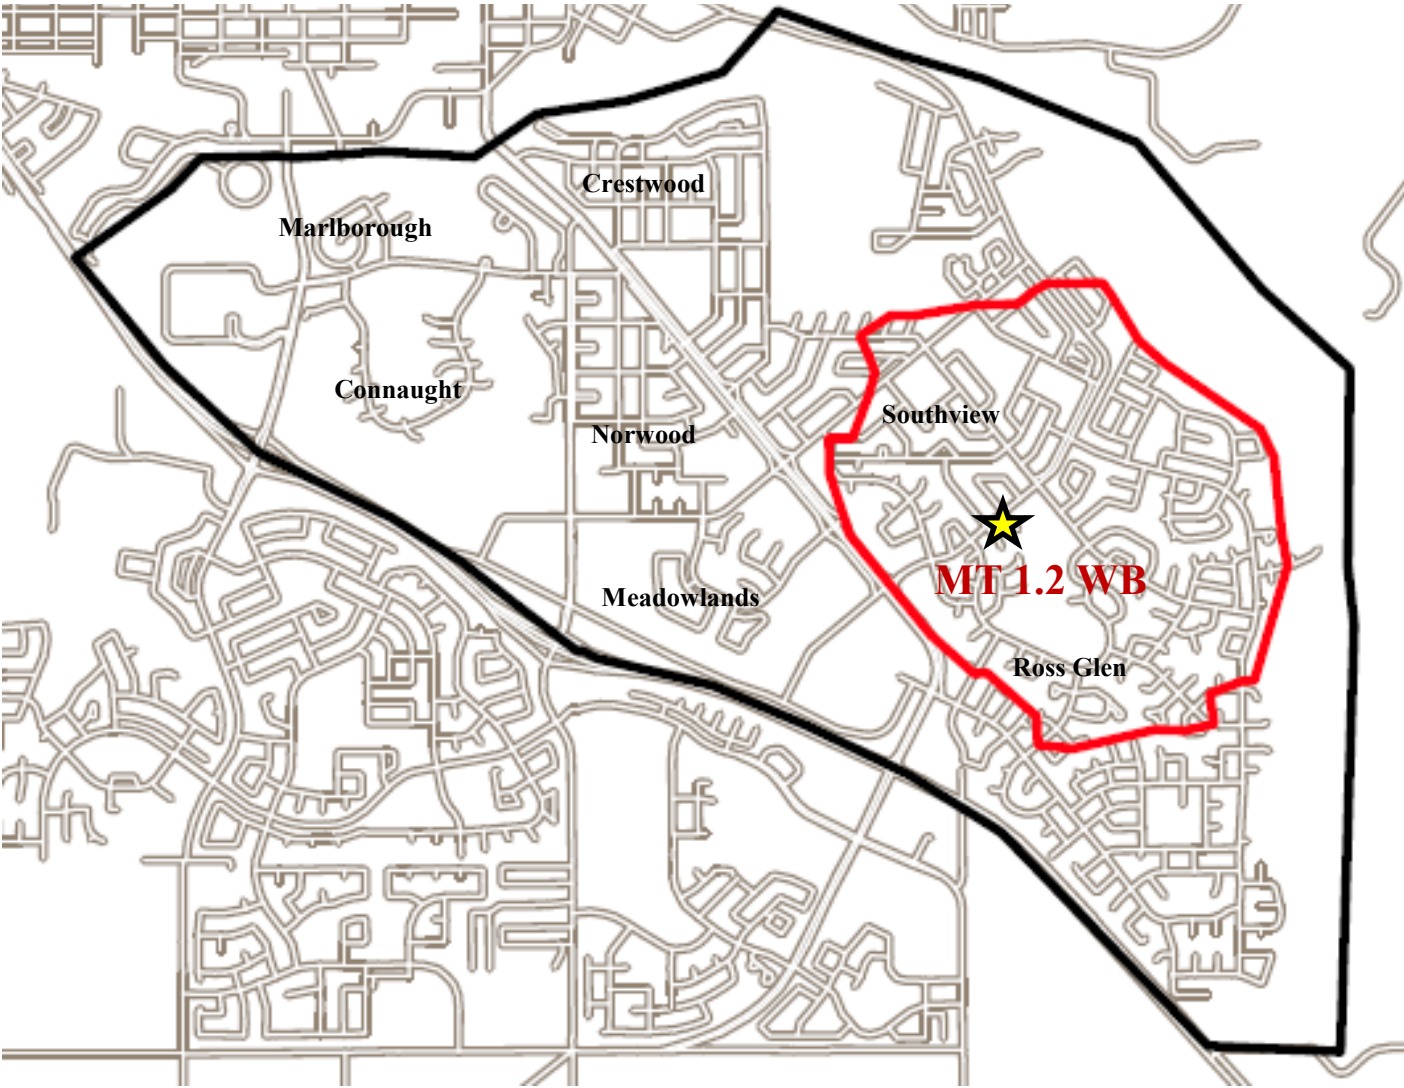 Crestwood
Marlborough
Connaught
Southview
Norwood
MT 1.2 WB
Meadowlands
Ross Glen